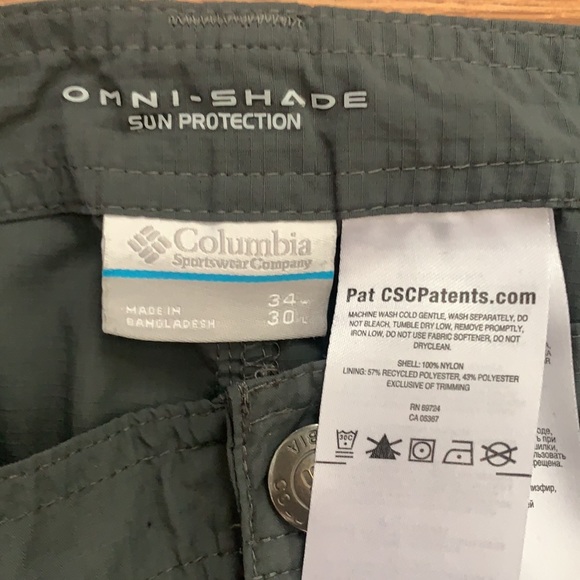 OMNI-SHADE
SUN PROTECTION
Columbia
Sportswear Company
MADE IN
BANGLADESH
34
30
Pat CSCPatents.com
MACHINE WASH COLD GENTLE, WASH SEPARATELY, DO
NOT BLEACH, TUMBLE DRY LOW, REMOVE PROMPTLY,
IRON LOW, DO NOT USE FABRIC SOFTENER, DO NOT
DRYCLEAN.
SHELL: 100% NYLON
LINING: 57% RECYCLED POLYESTER, 43% POLYESTER
EXCLUSIVE OF TRIMMING
RN 69724
CA 05367
30C